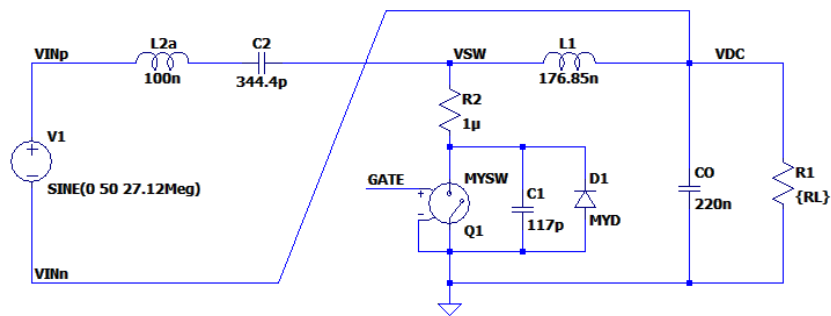 VINp
L2a
100n
C2
344.4p
VSW
L1
176.85n
VDC
V1
SINE(0 50 27.12Meg)
VINn
R2
1µ
GATE
+
-
MYSW
Q1
C1
117p
D1
MYD
CO
220n
R1
{RL}